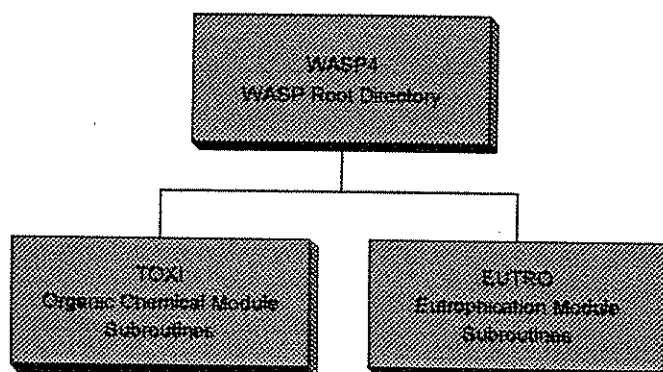 WASP4
WASP Root Directory
TOXI
Organic Chemical Module
Subroutines
EUTRO
Eutrophication Module
Subroutines